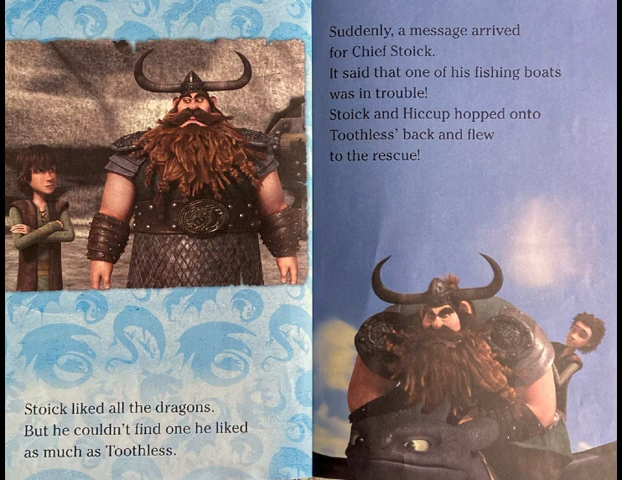 Stoick liked all the dragons.
But he couldn't find one he liked
as much as Toothless.
Suddenly, a message arrived
for Chief Stoick.
It said that one of his fishing boats
was in trouble!
Stoick and Hiccup hopped onto
Toothless' back and flew
to the rescue!